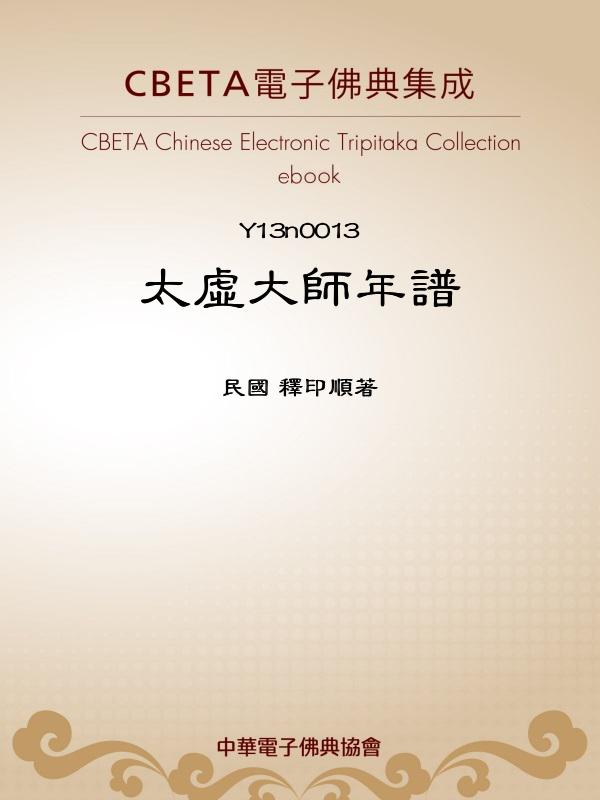 CBETA電子佛典集成
CBETA Chinese Electronic Tripitaka Collection
ebook
Y13n0013
太虛大師年譜
民國 釋印順著
中華電子佛典協會